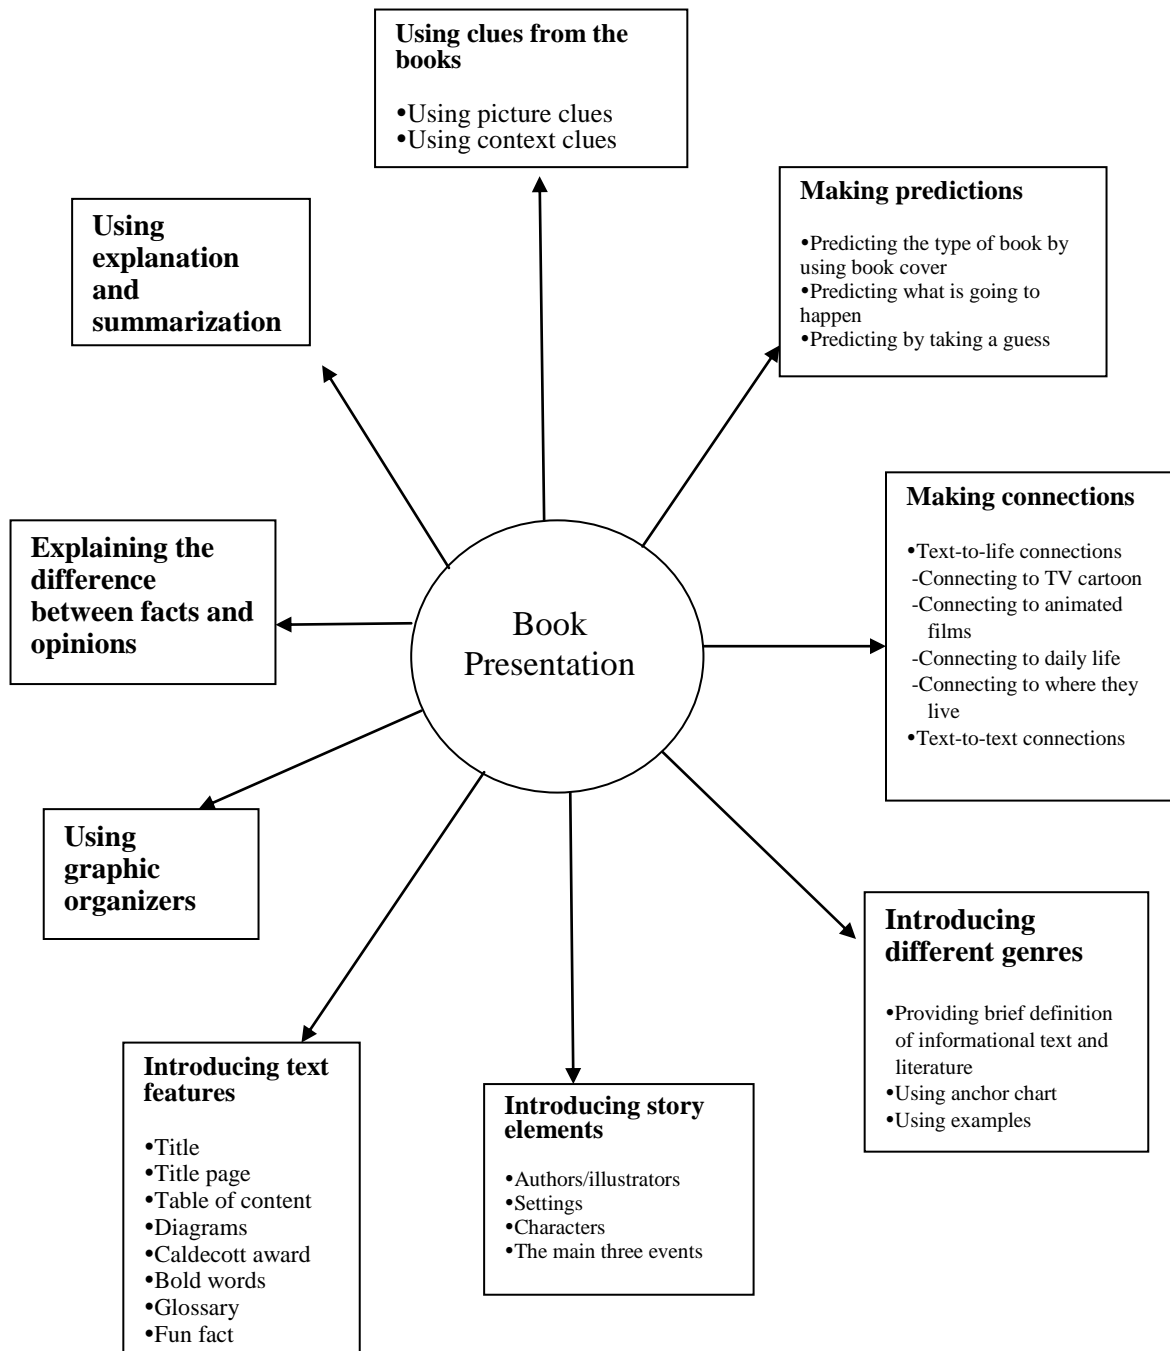 Using clues from the
books
•Using picture clues
•Using context clues
Making predictions
•Predicting the type of book by
using book cover
•Predicting what is going to
happen
•Predicting by taking a guess
Using
explanation
and
summarization
Making connections
•Text-to-life connections
-Connecting to TV cartoon
-Connecting to animated
films
-Connecting to daily life
-Connecting to where they
live
•Text-to-text connections
Explaining the
difference
between facts and
opinions
Book
Presentation
Using
graphic
organizers
Introducing
different genres
•Providing brief definition
of informational text and
literature
•Using anchor chart
•Using examples
Introducing text
features
•Title
•Title page
•Table of content
•Diagrams
•Caldecott award
•Bold words
•Glossary
•Fun fact
Introducing story
elements
•Authors/illustrators
•Settings
•Characters
•The main three events